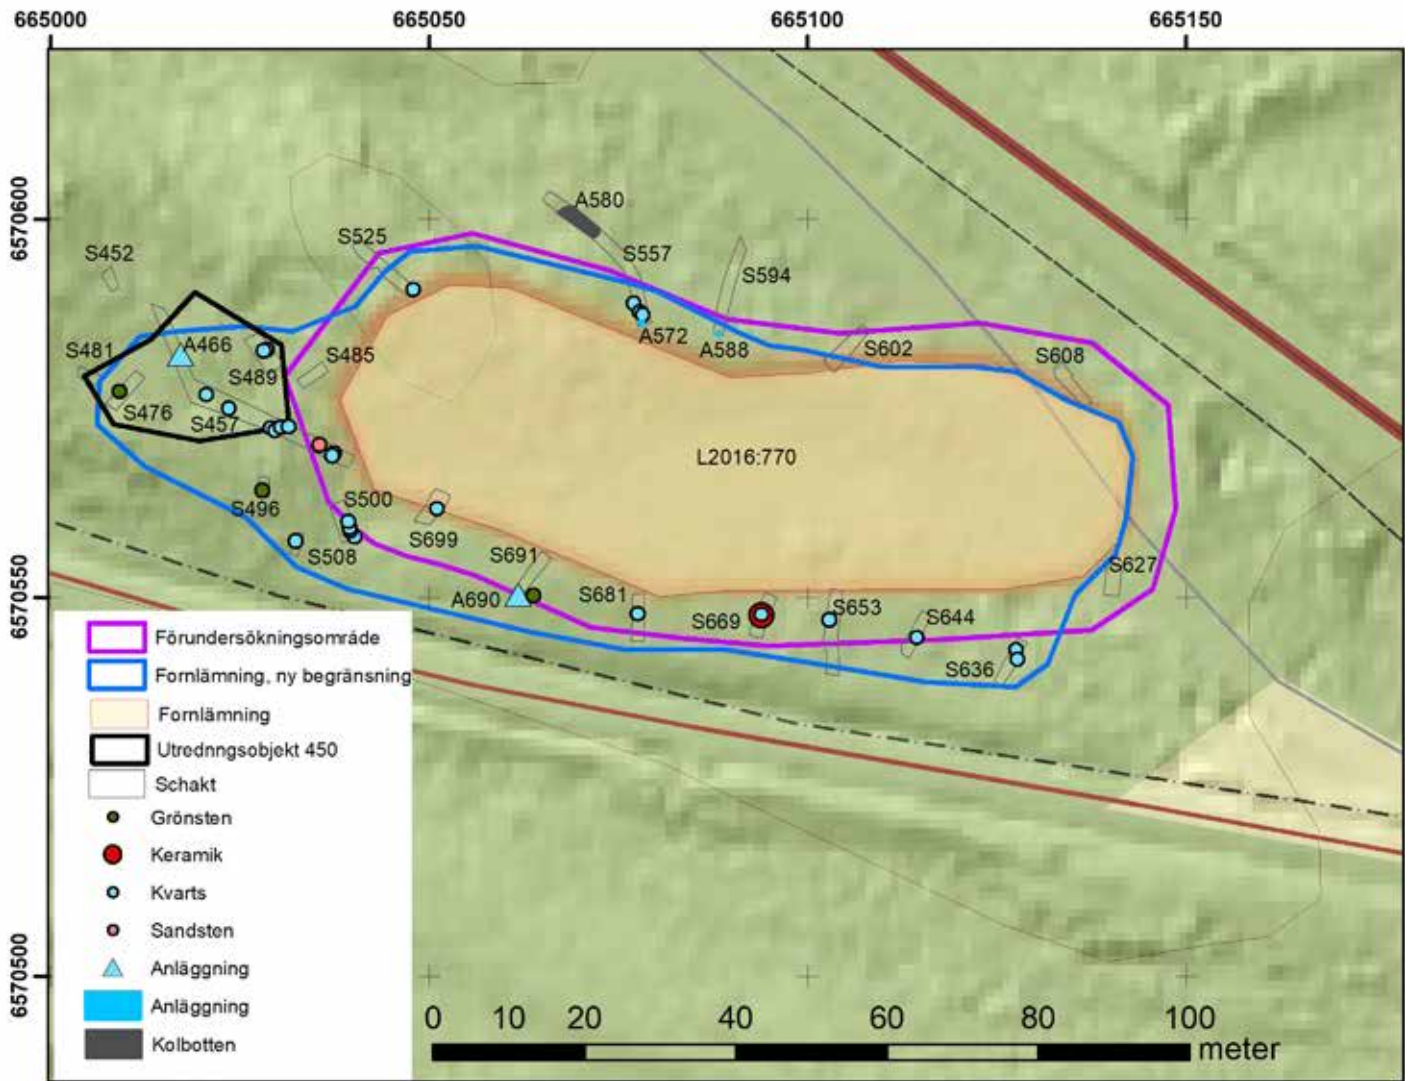 665000
665050
665100
665150
6570600
6570550
6570500
A580
S525
S557
S452
S594
A466
A572
A588
S481
S485
S602
S489
S608
S476
S457
L2016:770
S496
S500
S699
S508
S691
S627
A690
S681
S669
S653
S644
S636
Förundersökningsområde
Fornlämning, ny begränsning
Fornlämning
Utrednngsobjekt 450
Schakt
Grönsten
Keramik
Kvarts
Sandsten
Anläggning
Anläggning
Kolbotten
0 10 20 40 60 80 100
meter